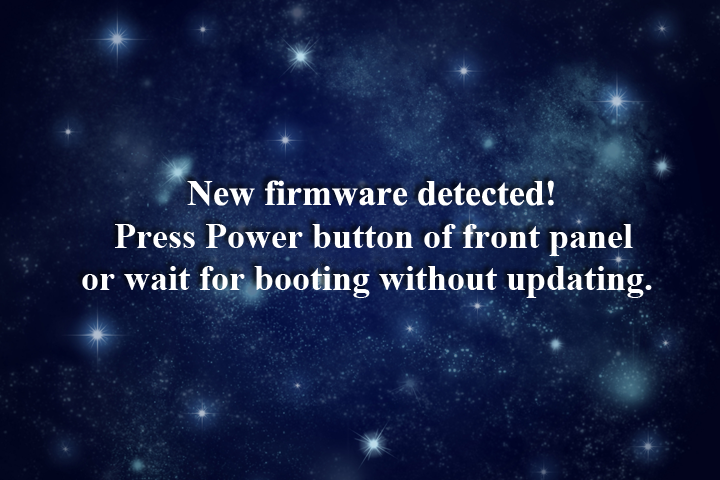 New firmware detected!
Press Power button of front panel
or wait for booting without updating.